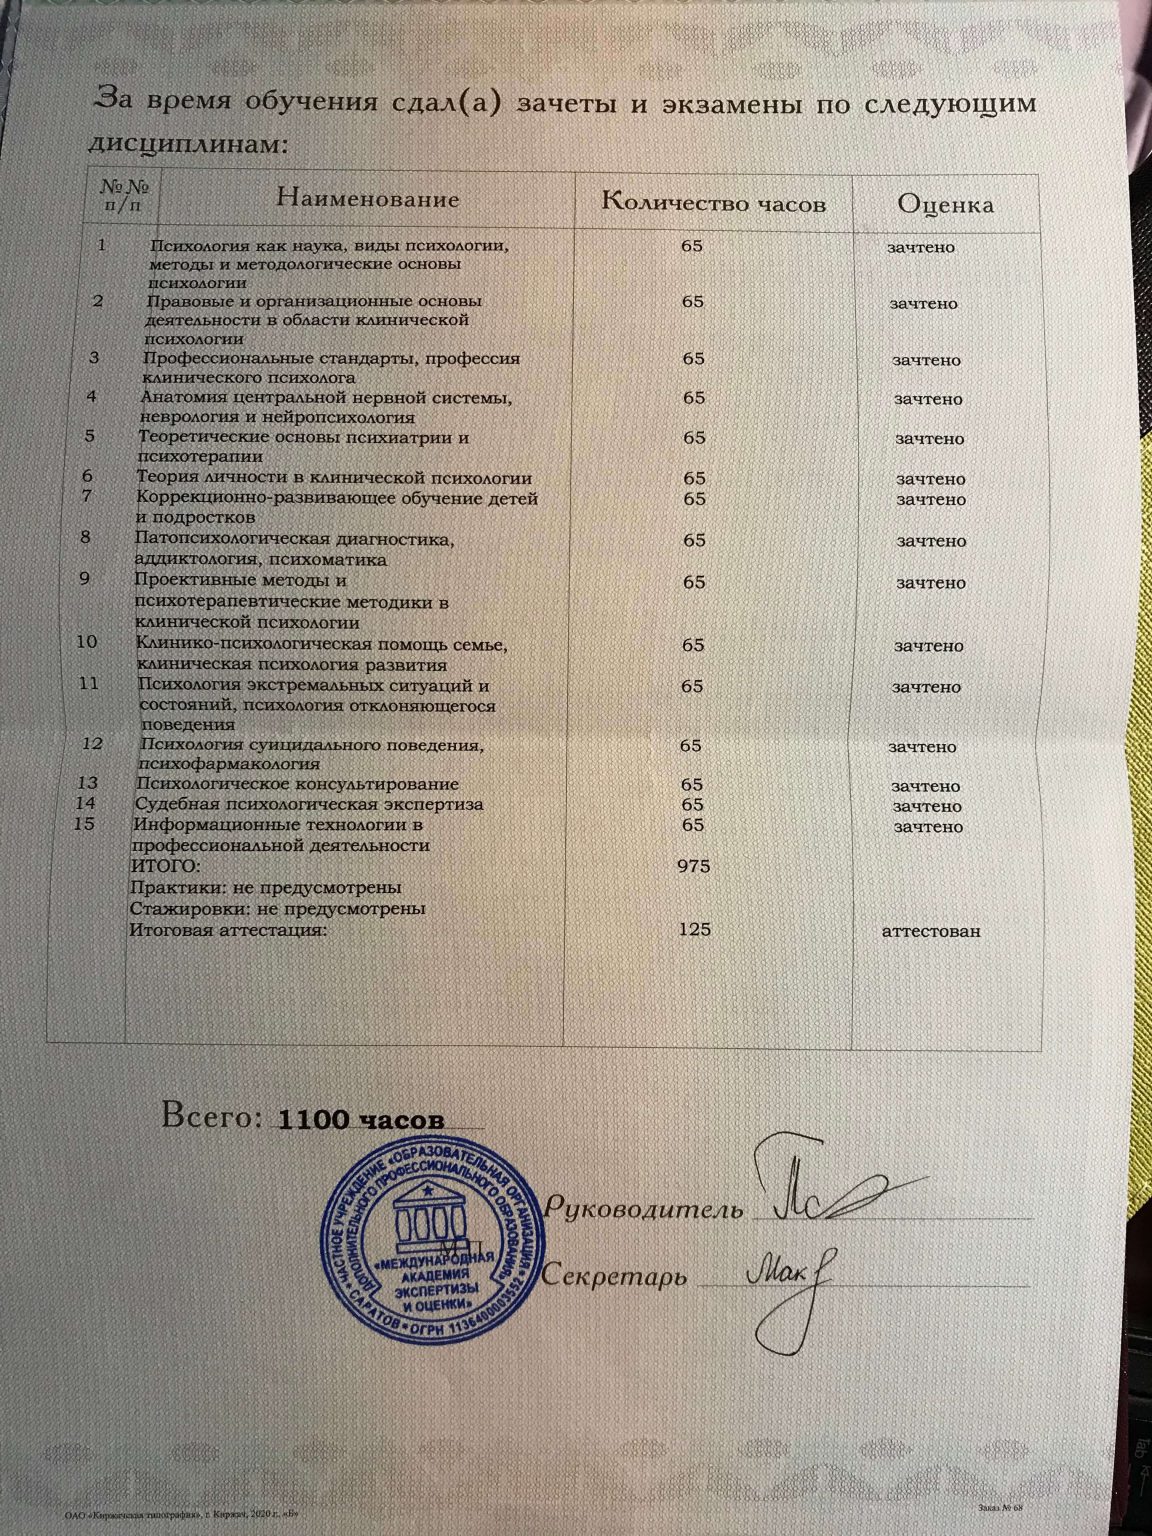 За время обучения сдал(а) зачеты и экзамены по следующим
дисциплинам:
№№ п/п Наименование Количество часов Оценка
1 Психология как наука, виды психологии, 65 зачтено
методы и методологические основы
психологии
2 Правовые и организационные основы 65 зачтено
деятельности в области клинической
психологии
3 Профессиональные стандарты, профессия 65 зачтено
клинического психолога
4 Анатомия центральной нервной системы, 65 зачтено
неврология и нейропсихология
5 Теоретические основы психиатрии и 65 зачтено
психотерапии
6 Теория личности в клинической психологии 65 зачтено
7 Коррекционно-развивающее обучение детей 65 зачтено
и подростков
8 Патопсихологическая диагностика, 65 зачтено
аддиктология, психоматика
9 Проективные методы и 65 зачтено
психотерапевтические методики в
клинической психологии
10 Клинико-психологическая помощь семье, 65 зачтено
клиническая психология развития
11 Психология экстремальных ситуаций и 65 зачтено
состояний, психология отклоняющегося
поведения
12 Психология суицидального поведения, 65 зачтено
психофармакология
13 Психологическое консультирование 65 зачтено
14 Судебная психологическая экспертиза 65 зачтено
15 Информационные технологии в 65 зачтено
профессиональной деятельности
ИТОГО: 975
Практики: не предусмотрены
Стажировки: не предусмотрены
Итоговая аттестация: 125 аттестован
Всего: 1100 часов
ЧАСТНОЕ УЧРЕЖДЕНИЕ «ОБРАЗОВАТЕЛЬНАЯ ОРГАНИЗАЦИЯ
ДОПОЛНИТЕЛЬНОГО ПРОФЕССИОНАЛЬНОГО ОБРАЗОВАНИЯ»
М.П.
«МЕЖДУНАРОДНАЯ
АКАДЕМИЯ
ЭКСПЕРТИЗЫ
И ОЦЕНКИ»
САРАТОВ * ОГРН 1136400003552
Руководитель
Секретарь Мак
ОАО «Киржачская типография», г. Киржач, 2020 г., «Б»
Заказ № 68
Tab